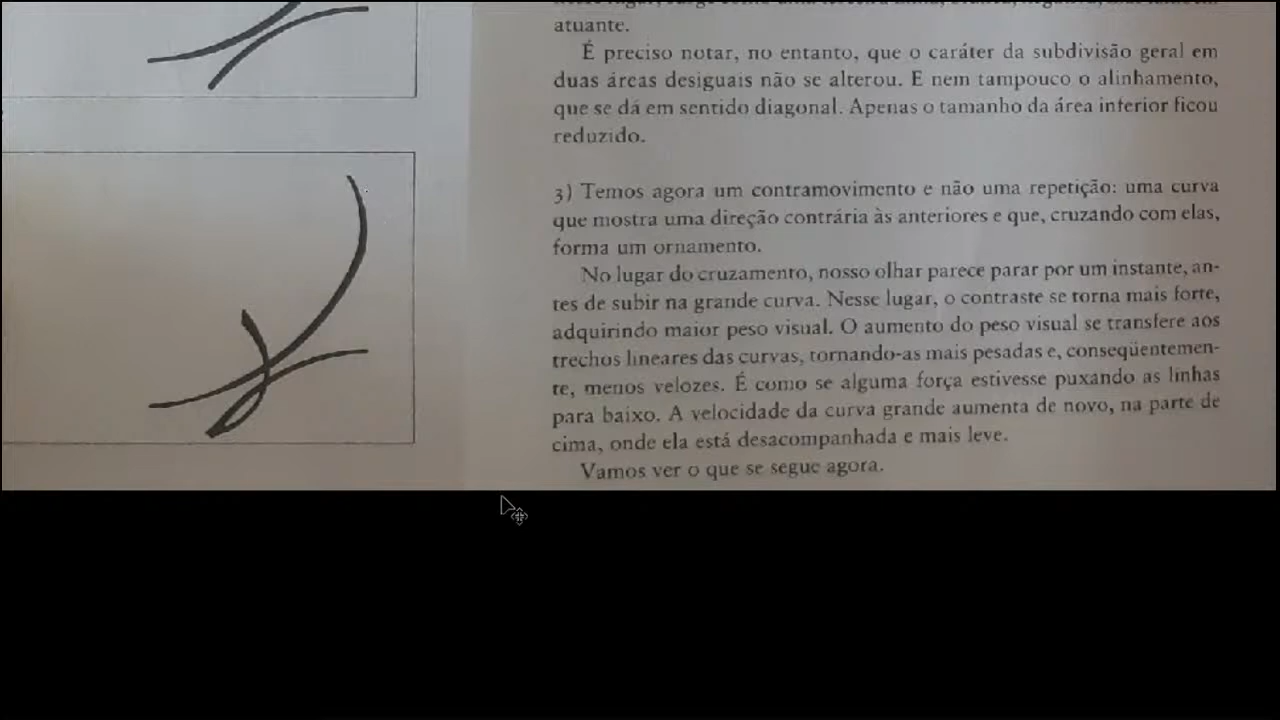 atuante.
É preciso notar, no entanto, que o caráter da subdivisão geral em
duas áreas desiguais não se alterou. E nem tampouco o alinhamento,
que se dá em sentido diagonal. Apenas o tamanho da área inferior ficou
reduzido.
3) Temos agora um contramovimento e não uma repetição: uma curva
que mostra uma direção contrária às anteriores e que, cruzando com elas,
forma um ornamento.
No lugar do cruzamento, nosso olhar parece parar por um instante, an-
tes de subir na grande curva. Nesse lugar, o contraste se torna mais forte,
adquirindo maior peso visual. O aumento do peso visual se transfere aos
trechos lineares das curvas, tornando-as mais pesadas e, conseqüentemen-
te, menos velozes. É como se alguma força estivesse puxando as linhas
para baixo. A velocidade da curva grande aumenta de novo, na parte de
cima, onde ela está desacompanhada e mais leve.
Vamos ver o que se segue agora.